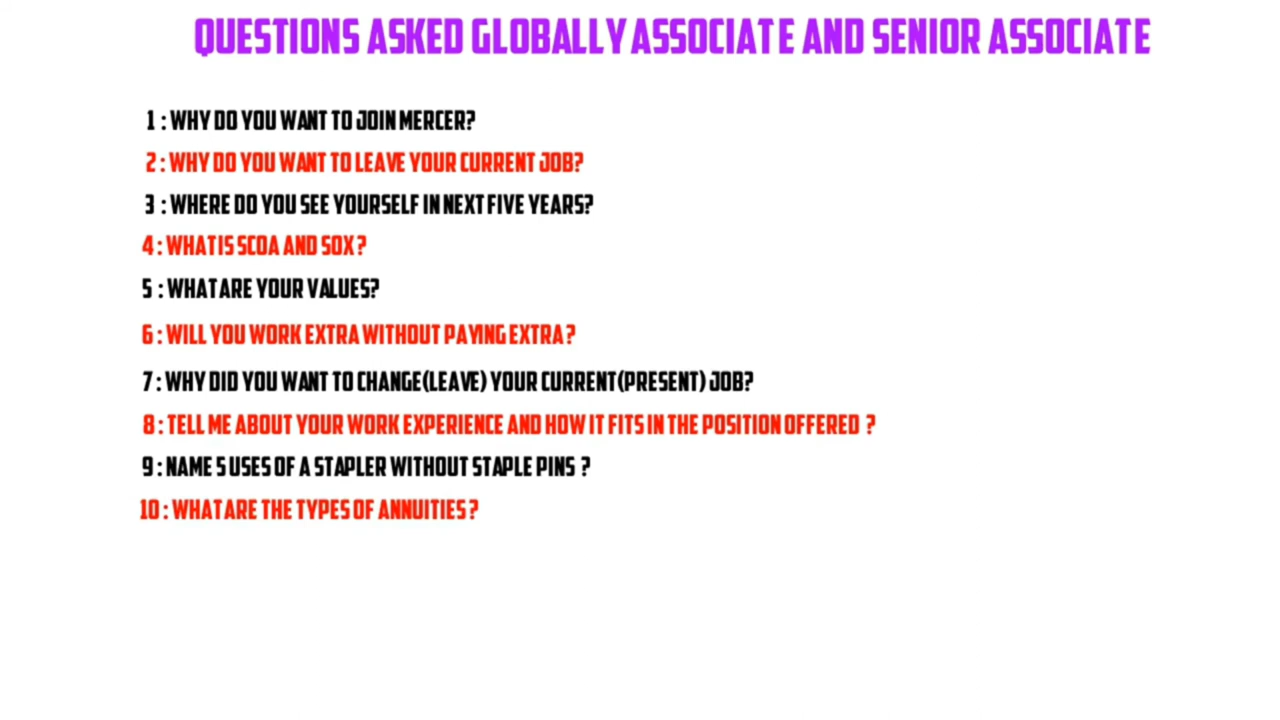 QUESTIONS ASKED GLOBALLY ASSOCIATE AND SENIOR ASSOCIATE
1 : WHY DO YOU WANT TO JOIN MERCER?
2 : WHY DO YOU WANT TO LEAVE YOUR CURRENT JOB?
3 : WHERE DO YOU SEE YOURSELF IN NEXT FIVE YEARS?
4 : WHAT IS SCOA AND SOX ?
5 : WHAT ARE YOUR VALUES?
6 : WILL YOU WORK EXTRA WITHOUT PAYING EXTRA ?
7 : WHY DID YOU WANT TO CHANGE(LEAVE) YOUR CURRENT(PRESENT) JOB?
8 : TELL ME ABOUT YOUR WORK EXPERIENCE AND HOW IT FITS IN THE POSITION OFFERED ?
9 : NAME 5 USES OF A STAPLER WITHOUT STAPLE PINS ?
10 : WHAT ARE THE TYPES OF ANNUITIES ?